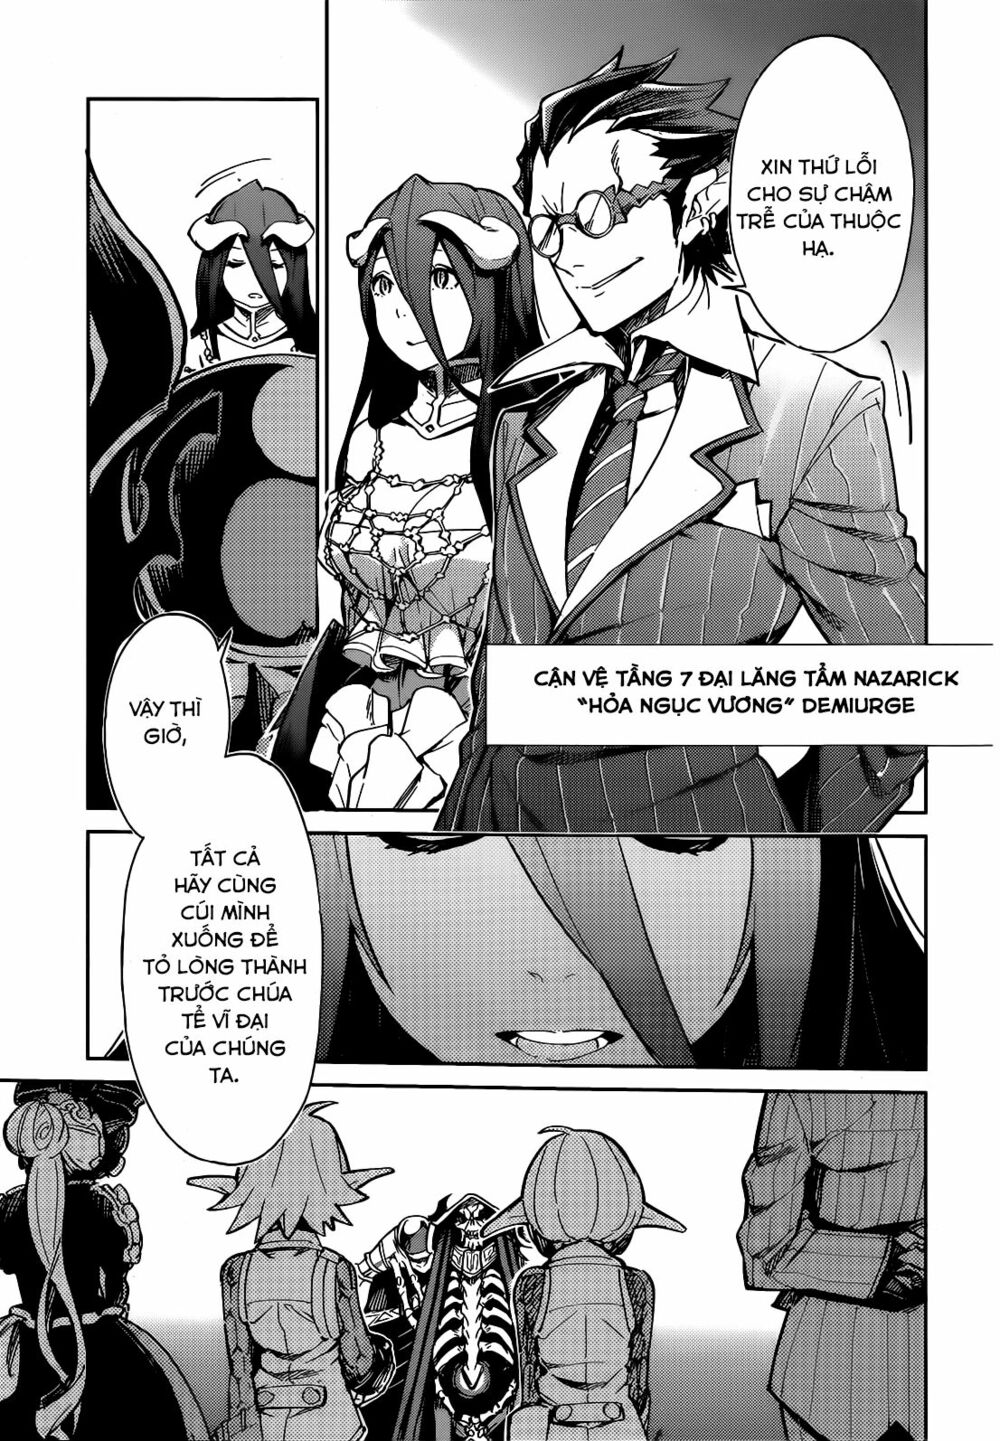 XIN THỨ LỖI
CHO SỰ CHẬM
TRỄ CỦA THUỘC
HẠ.
CẬN VỆ TẦNG 7 ĐẠI LĂNG TẨM NAZARICK
"HỎA NGỤC VƯƠNG" DEMIURGE
VẬY THÌ
GIỜ,
TẤT CẢ
HÃY CÙNG
CÚI MÌNH
XUỐNG ĐỂ
TỎ LÒNG THÀNH
TRƯỚC CHÚA
TỂ VĨ ĐẠI
CỦA CHÚNG
TA.